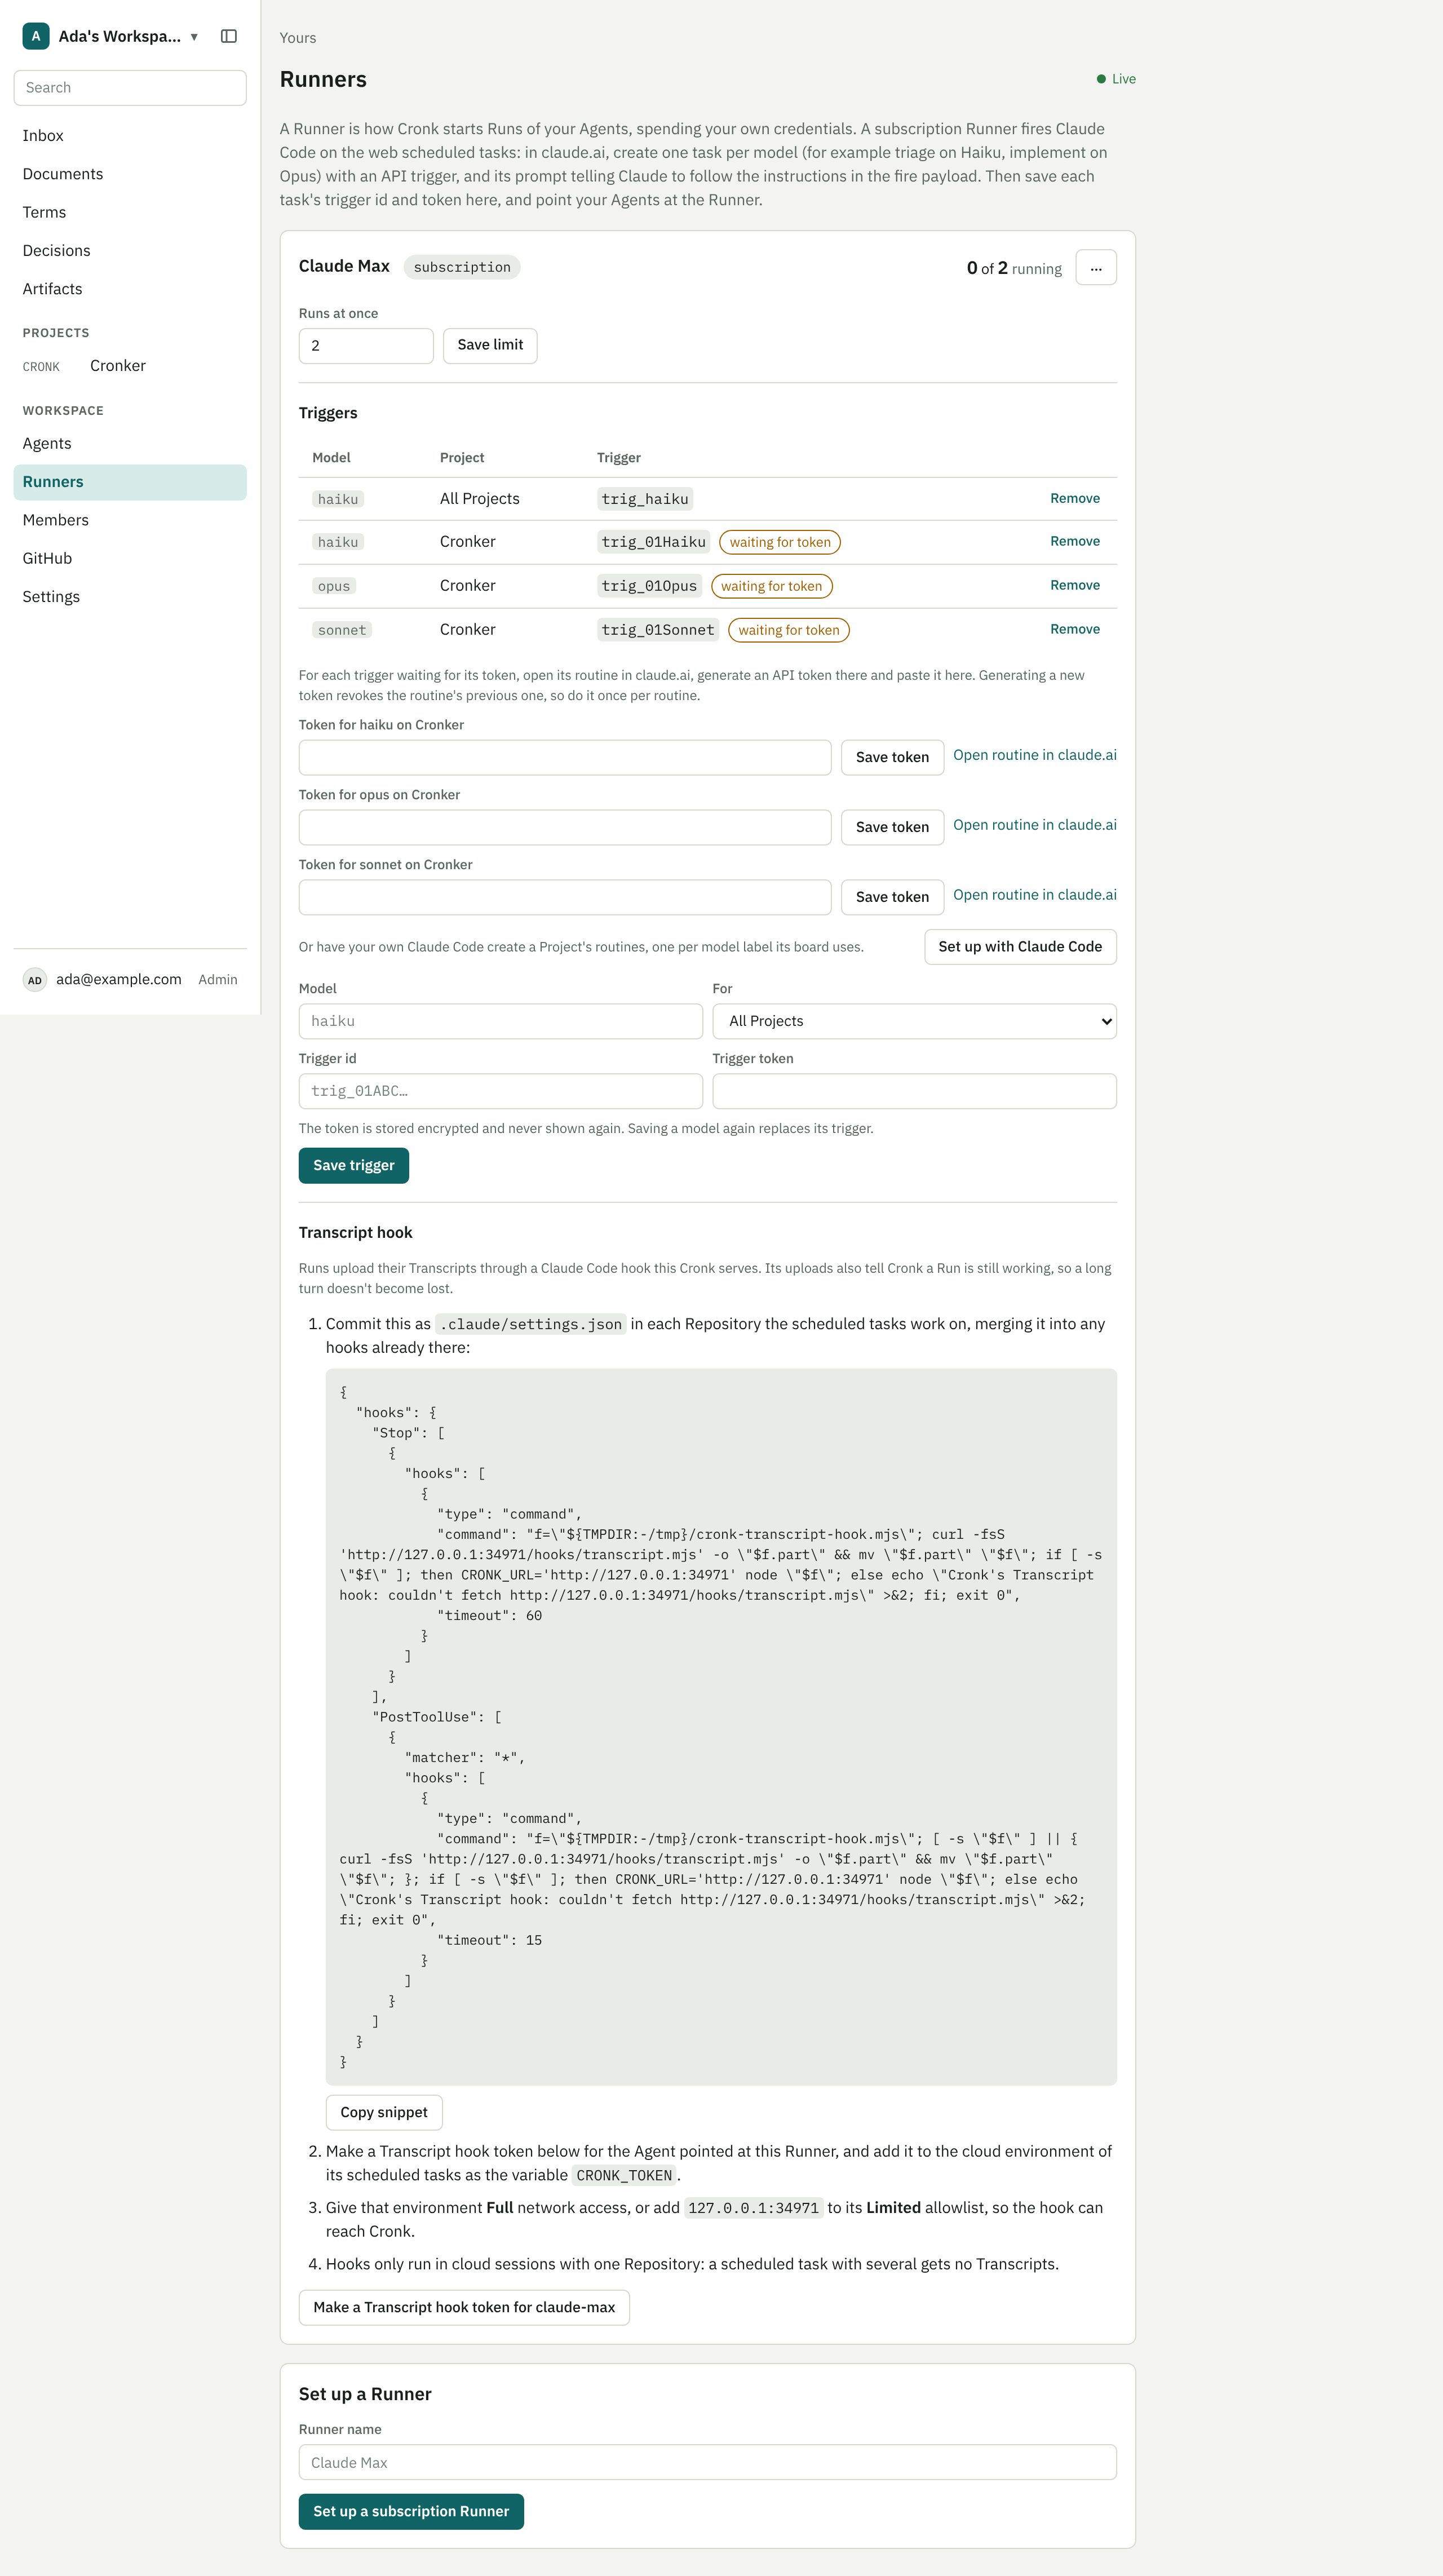 A Ada's Workspa... ▾
Search
Inbox
Documents
Terms
Decisions
Artifacts
PROJECTS
CRONK Cronker
WORKSPACE
Agents
Runners
Members
GitHub
Settings
AD ada@example.com Admin
Yours
Runners
Live
A Runner is how Cronk starts Runs of your Agents, spending your own credentials. A subscription Runner fires Claude
Code on the web scheduled tasks: in claude.ai, create one task per model (for example triage on Haiku, implement on
Opus) with an API trigger, and its prompt telling Claude to follow the instructions in the fire payload. Then save each
task's trigger id and token here, and point your Agents at the Runner.
Claude Max subscription 0 of 2 running ...
Runs at once
2 Save limit
Triggers
Model Project Trigger
haiku All Projects trig_haiku Remove
haiku Cronker trig_01Haiku waiting for token Remove
opus Cronker trig_01Opus waiting for token Remove
sonnet Cronker trig_01Sonnet waiting for token Remove
For each trigger waiting for its token, open its routine in claude.ai, generate an API token there and paste it here. Generating a new
token revokes the routine's previous one, so do it once per routine.
Token for haiku on Cronker
Save token Open routine in claude.ai
Token for opus on Cronker
Save token Open routine in claude.ai
Token for sonnet on Cronker
Save token Open routine in claude.ai
Or have your own Claude Code create a Project's routines, one per model label its board uses. Set up with Claude Code
Model For
haiku All Projects
Trigger id Trigger token
trig_01ABC…
The token is stored encrypted and never shown again. Saving a model again replaces its trigger.
Save trigger
Transcript hook
Runs upload their Transcripts through a Claude Code hook this Cronk serves. Its uploads also tell Cronk a Run is still working, so a long
turn doesn't become lost.
1. Commit this as .claude/settings.json in each Repository the scheduled tasks work on, merging it into any
hooks already there:
{
  "hooks": {
    "Stop": [
      {
        "hooks": [
          {
            "type": "command",
            "command": "f=\"${TMPDIR:-/tmp}/cronk-transcript-hook.mjs\"; curl -fsS
'http://127.0.0.1:34971/hooks/transcript.mjs' -o \"$f.part\" && mv \"$f.part\" \"$f\"; if [ -s
\"$f\" ]; then CRONK_URL='http://127.0.0.1:34971' node \"$f\"; else echo \"Cronk's Transcript
hook: couldn't fetch http://127.0.0.1:34971/hooks/transcript.mjs\" >&2; fi; exit 0",
            "timeout": 60
          }
        ]
      }
    ],
    "PostToolUse": [
      {
        "matcher": "*",
        "hooks": [
          {
            "type": "command",
            "command": "f=\"${TMPDIR:-/tmp}/cronk-transcript-hook.mjs\"; [ -s \"$f\" ] || {
curl -fsS 'http://127.0.0.1:34971/hooks/transcript.mjs' -o \"$f.part\" && mv \"$f.part\"
\"$f\"; }; if [ -s \"$f\" ]; then CRONK_URL='http://127.0.0.1:34971' node \"$f\"; else echo
\"Cronk's Transcript hook: couldn't fetch http://127.0.0.1:34971/hooks/transcript.mjs\" >&2;
fi; exit 0",
            "timeout": 15
          }
        ]
      }
    ]
  }
}
Copy snippet
2. Make a Transcript hook token below for the Agent pointed at this Runner, and add it to the cloud environment of
its scheduled tasks as the variable CRONK_TOKEN.
3. Give that environment Full network access, or add 127.0.0.1:34971 to its Limited allowlist, so the hook can
reach Cronk.
4. Hooks only run in cloud sessions with one Repository: a scheduled task with several gets no Transcripts.
Make a Transcript hook token for claude-max
Set up a Runner
Runner name
Claude Max
Set up a subscription Runner